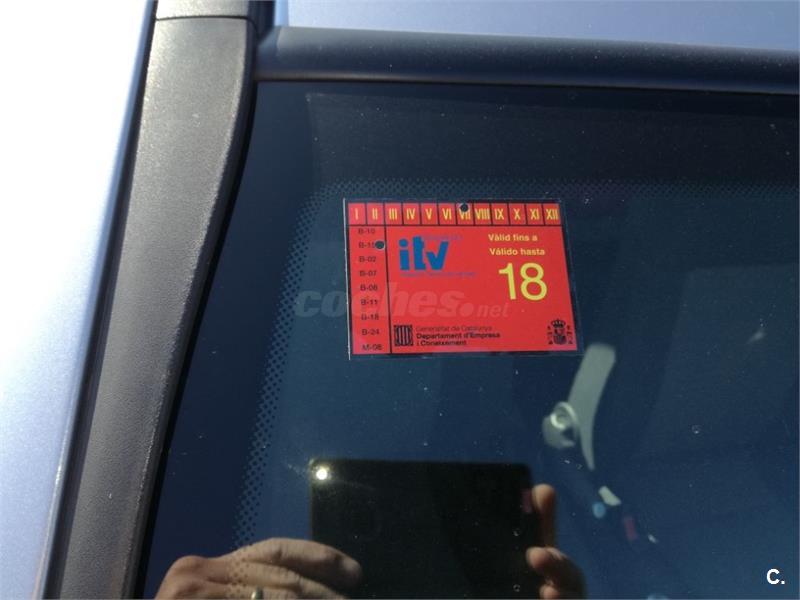 I II III IV V VI VII VIII IX X XI XII
B-10
B-15
B-02
B-07
B-06
B-11
B-18
B-24
M-08
itv
Vàlid fins a
Válido hasta
18
Generalitat de Catalunya
Departament d'Empresa
i Coneixement
coches.net
C.